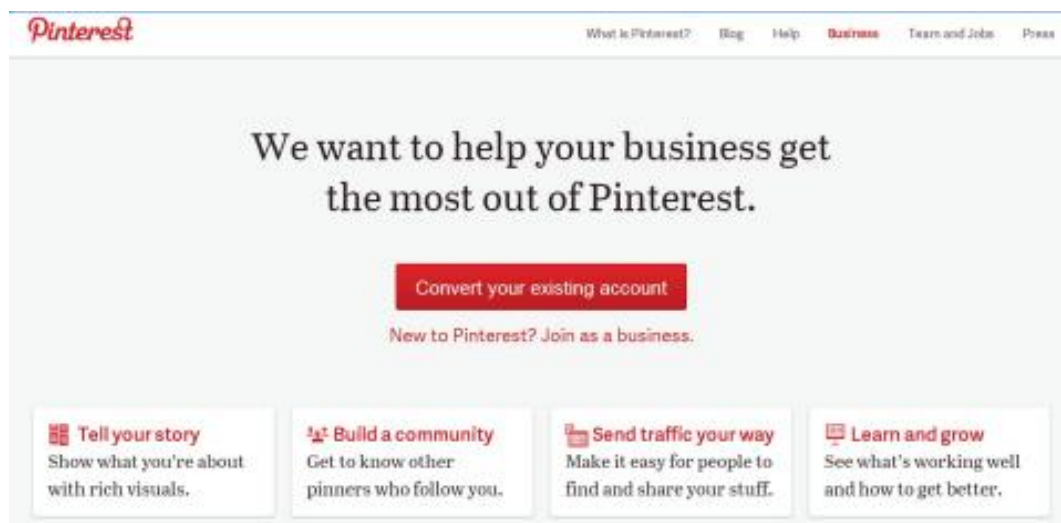 Pinterest
What is Pinterest? Blog Help Business Team and Jobs Press
We want to help your business get
the most out of Pinterest.
Convert your existing account
New to Pinterest? Join as a business.
Tell your story
Show what you're about
with rich visuals.
Build a community
Get to know other
pinners who follow you.
Send traffic your way
Make it easy for people to
find and share your stuff.
Learn and grow
See what's working well
and how to get better.